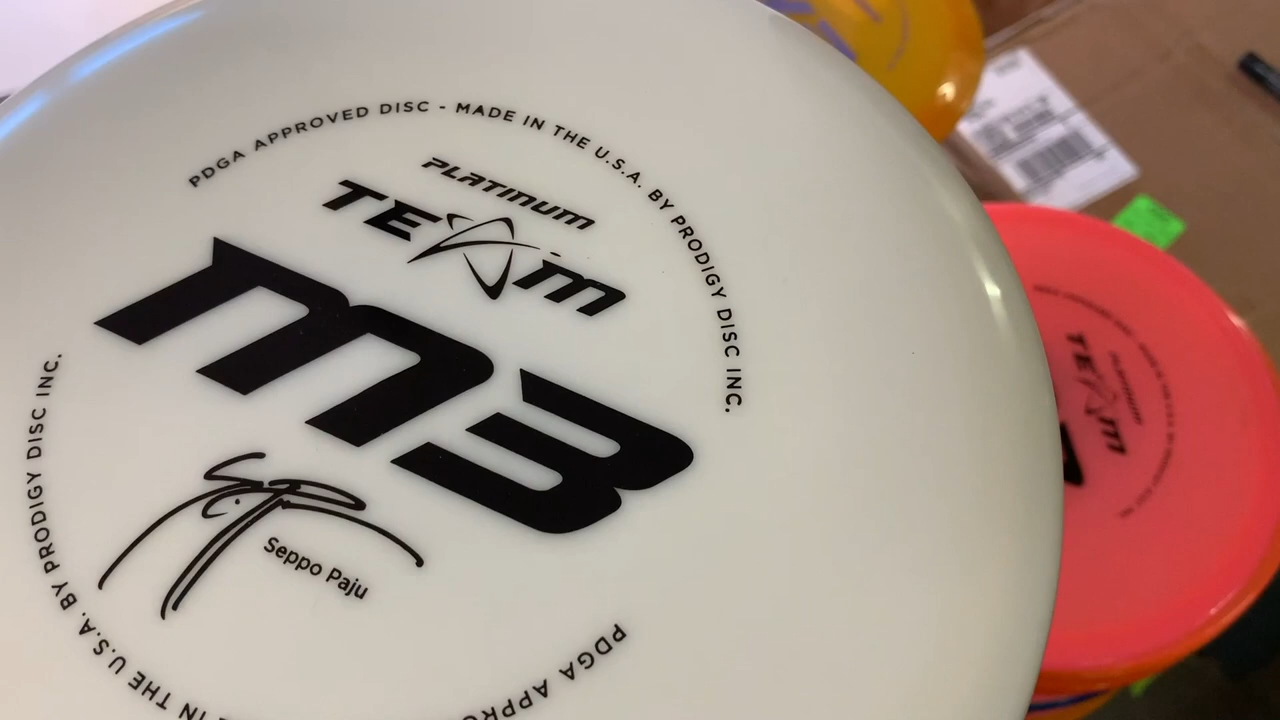 PDGA APPROVED DISC - MADE IN THE U.S.A. BY PRODIGY DISC INC.
PLATINUM
TEAM
M3
Seppo Paju
PDGA APPRO
IN THE U.S.A. BY PRODIGY DISC INC.
PLATINUM
TEAM